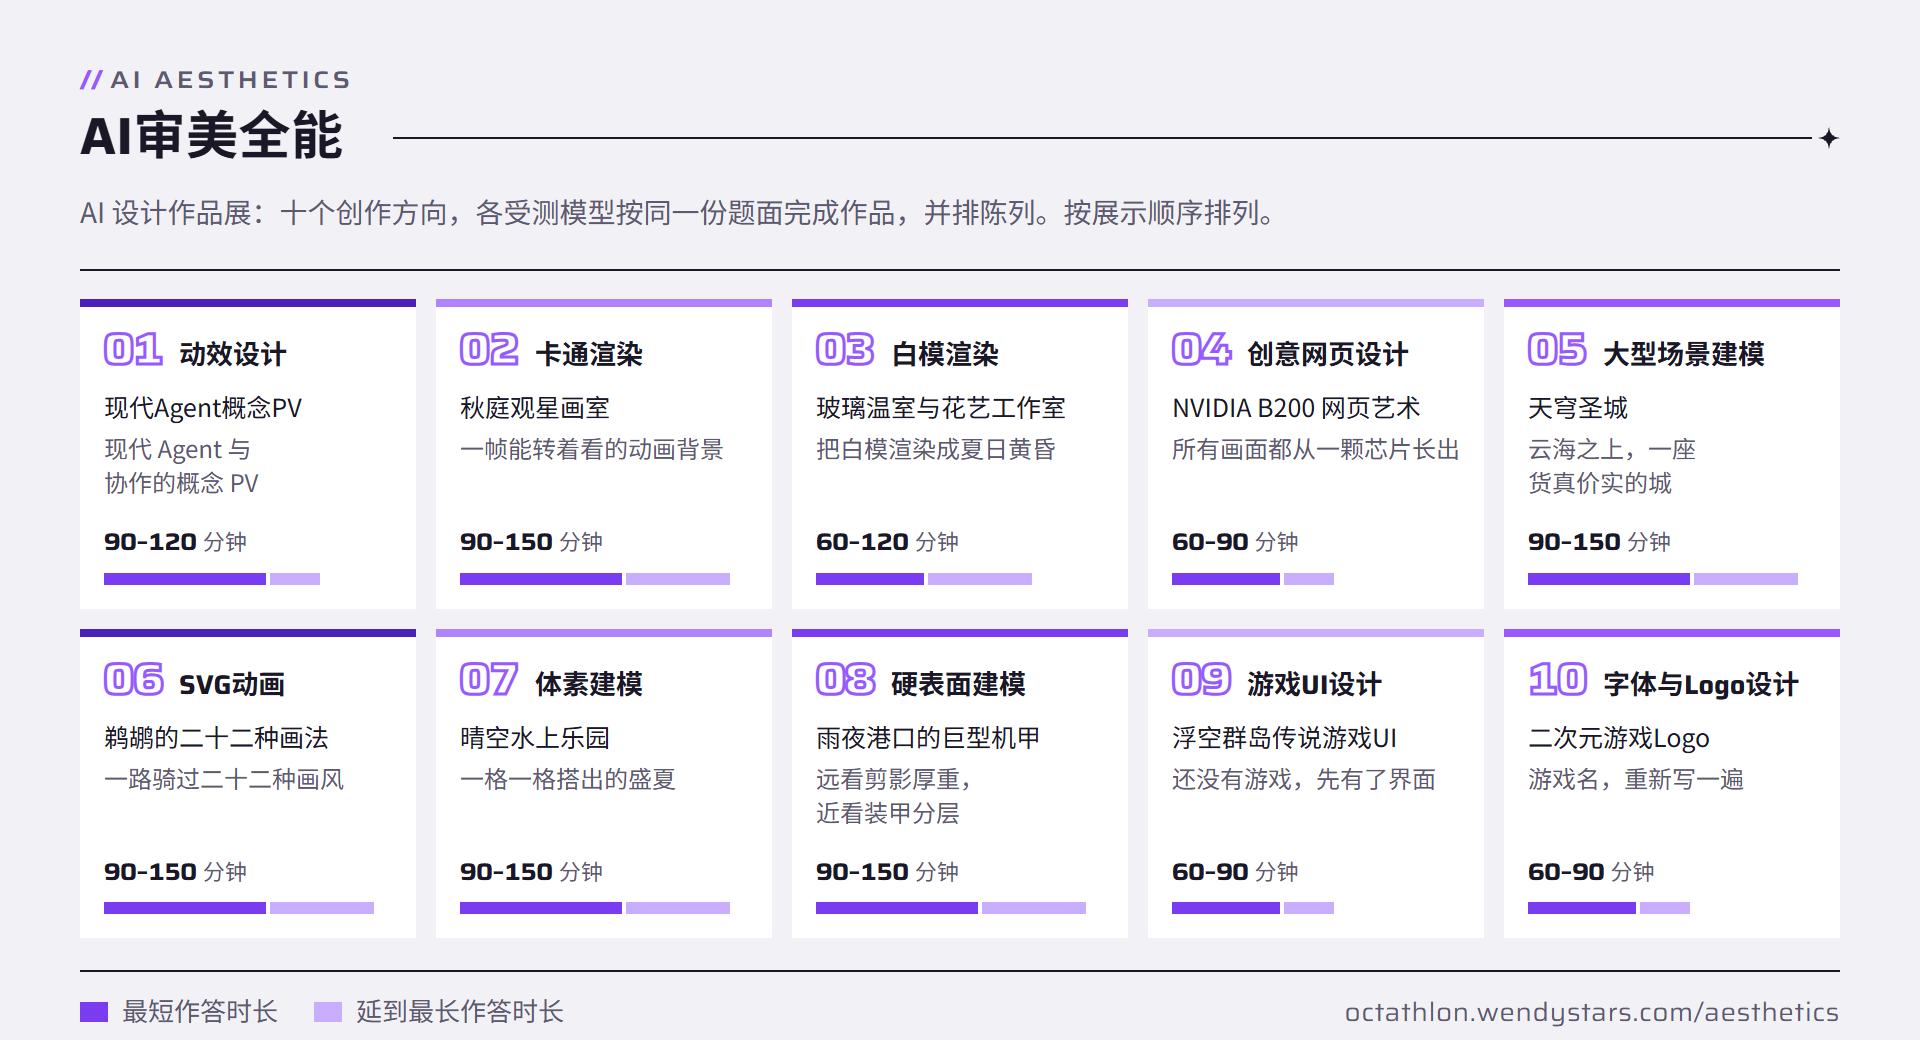 // AI AESTHETICS
AI审美全能
AI 设计作品展：十个创作方向，各受测模型按同一份题面完成作品，并排陈列。按展示顺序排列。
01 动效设计
现代Agent概念PV
现代 Agent 与
协作的概念 PV
90–120 分钟
02 卡通渲染
秋庭观星画室
一帧能转着看的动画背景
90–150 分钟
03 白模渲染
玻璃温室与花艺工作室
把白模渲染成夏日黄昏
60–120 分钟
04 创意网页设计
NVIDIA B200 网页艺术
所有画面都从一颗芯片长出
60–90 分钟
05 大型场景建模
天穹圣城
云海之上，一座
货真价实的城
90–150 分钟
06 SVG动画
鹈鹕的二十二种画法
一路骑过二十二种画风
90–150 分钟
07 体素建模
晴空水上乐园
一格一格搭出的盛夏
90–150 分钟
08 硬表面建模
雨夜港口的巨型机甲
远看剪影厚重，
近看装甲分层
90–150 分钟
09 游戏UI设计
浮空群岛传说游戏UI
还没有游戏，先有了界面
60–90 分钟
10 字体与Logo设计
二次元游戏Logo
游戏名，重新写一遍
60–90 分钟
最短作答时长
延到最长作答时长
octathlon.wendystars.com/aesthetics